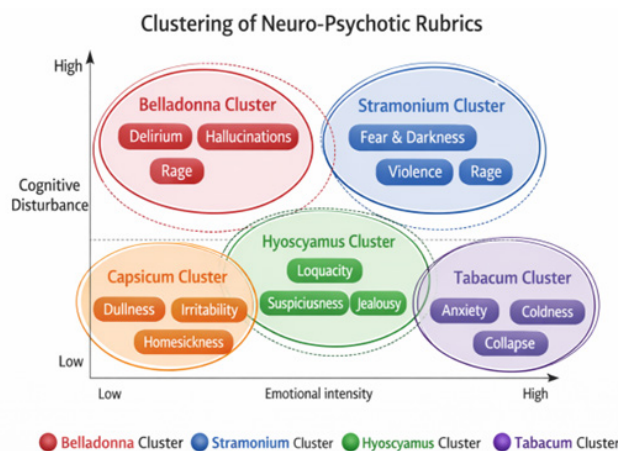 Clustering of Neuro-Psychotic Rubrics
High
Belladonna Cluster
Stramonium Cluster
Delirium Hallucinations
Fear & Darkness
Rage
Violence Rage
Cognitive
Disturbance
Hyoscyamus Cluster
Capsicum Cluster
Loquacity
Tabacum Cluster
Dullness Irritability
Suspiciusness Jealousy
Anxiety Coldness
Homesickness
Collapse
Low
Low Emotional intensity High
Belladonna Cluster Stramonium Cluster Hyoscyamus Cluster Tabacum Cluster